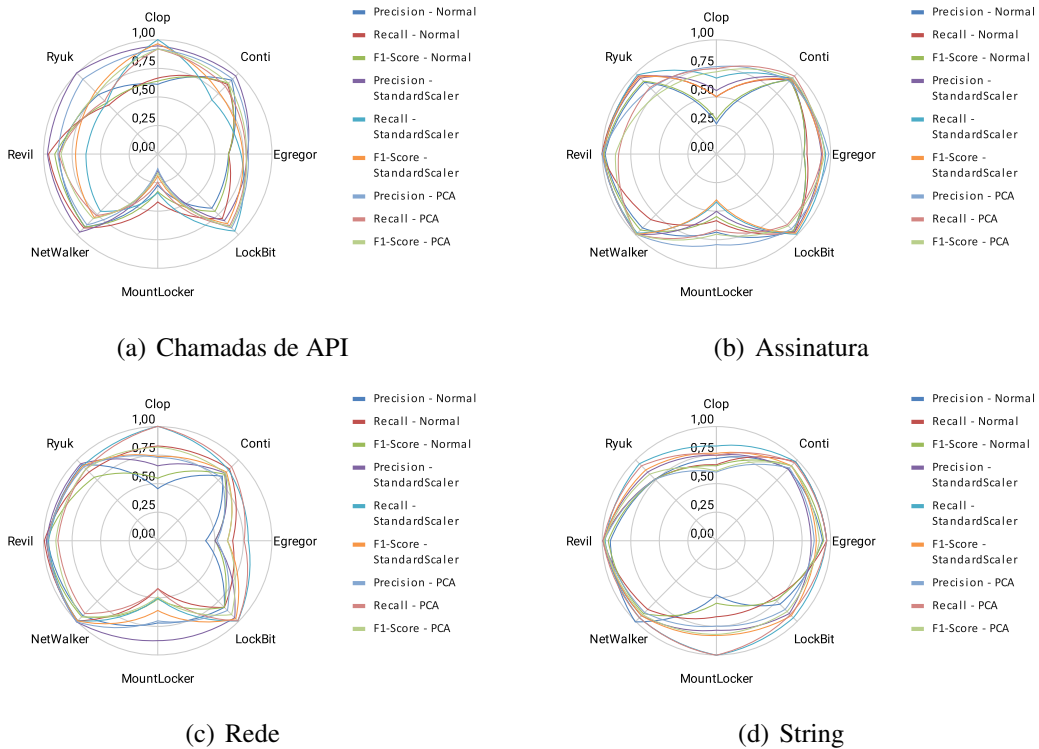 Clop
1,00
0,75
0,50
0,25
0,00
Ryuk
Conti
Revil
Egregor
NetWalker
LockBit
MountLocker
Precision - Normal
Recall - Normal
F1-Score - Normal
Precision -
StandardScaler
Recall -
StandardScaler
F1-Score -
StandardScaler
Precision - PCA
Recall - PCA
F1-Score - PCA
(a) Chamadas de API
Clop
1,00
0,75
0,50
0,25
0,00
Ryuk
Conti
Revil
Egregor
NetWalker
LockBit
MountLocker
Precision - Normal
Recall - Normal
F1-Score - Normal
Precision -
StandardScaler
Recall -
StandardScaler
F1-Score -
StandardScaler
Precision - PCA
Recall - PCA
F1-Score - PCA
(b) Assinatura
Clop
1,00
0,75
0,50
0,25
0,00
Ryuk
Conti
Revil
Egregor
NetWalker
LockBit
MountLocker
Precision - Normal
Recall - Normal
F1-Score - Normal
Precision -
StandardScaler
Recall -
StandardScaler
F1-Score -
StandardScaler
Precision - PCA
Recall - PCA
F1-Score - PCA
(c) Rede
Clop
1,00
0,75
0,50
0,25
0,00
Ryuk
Conti
Revil
Egregor
NetWalker
LockBit
MountLocker
Precision - Normal
Recall - Normal
F1-Score - Normal
Precision -
StandardScaler
Recall -
StandardScaler
F1-Score -
StandardScaler
Precision - PCA
Recall - PCA
F1-Score - PCA
(d) String